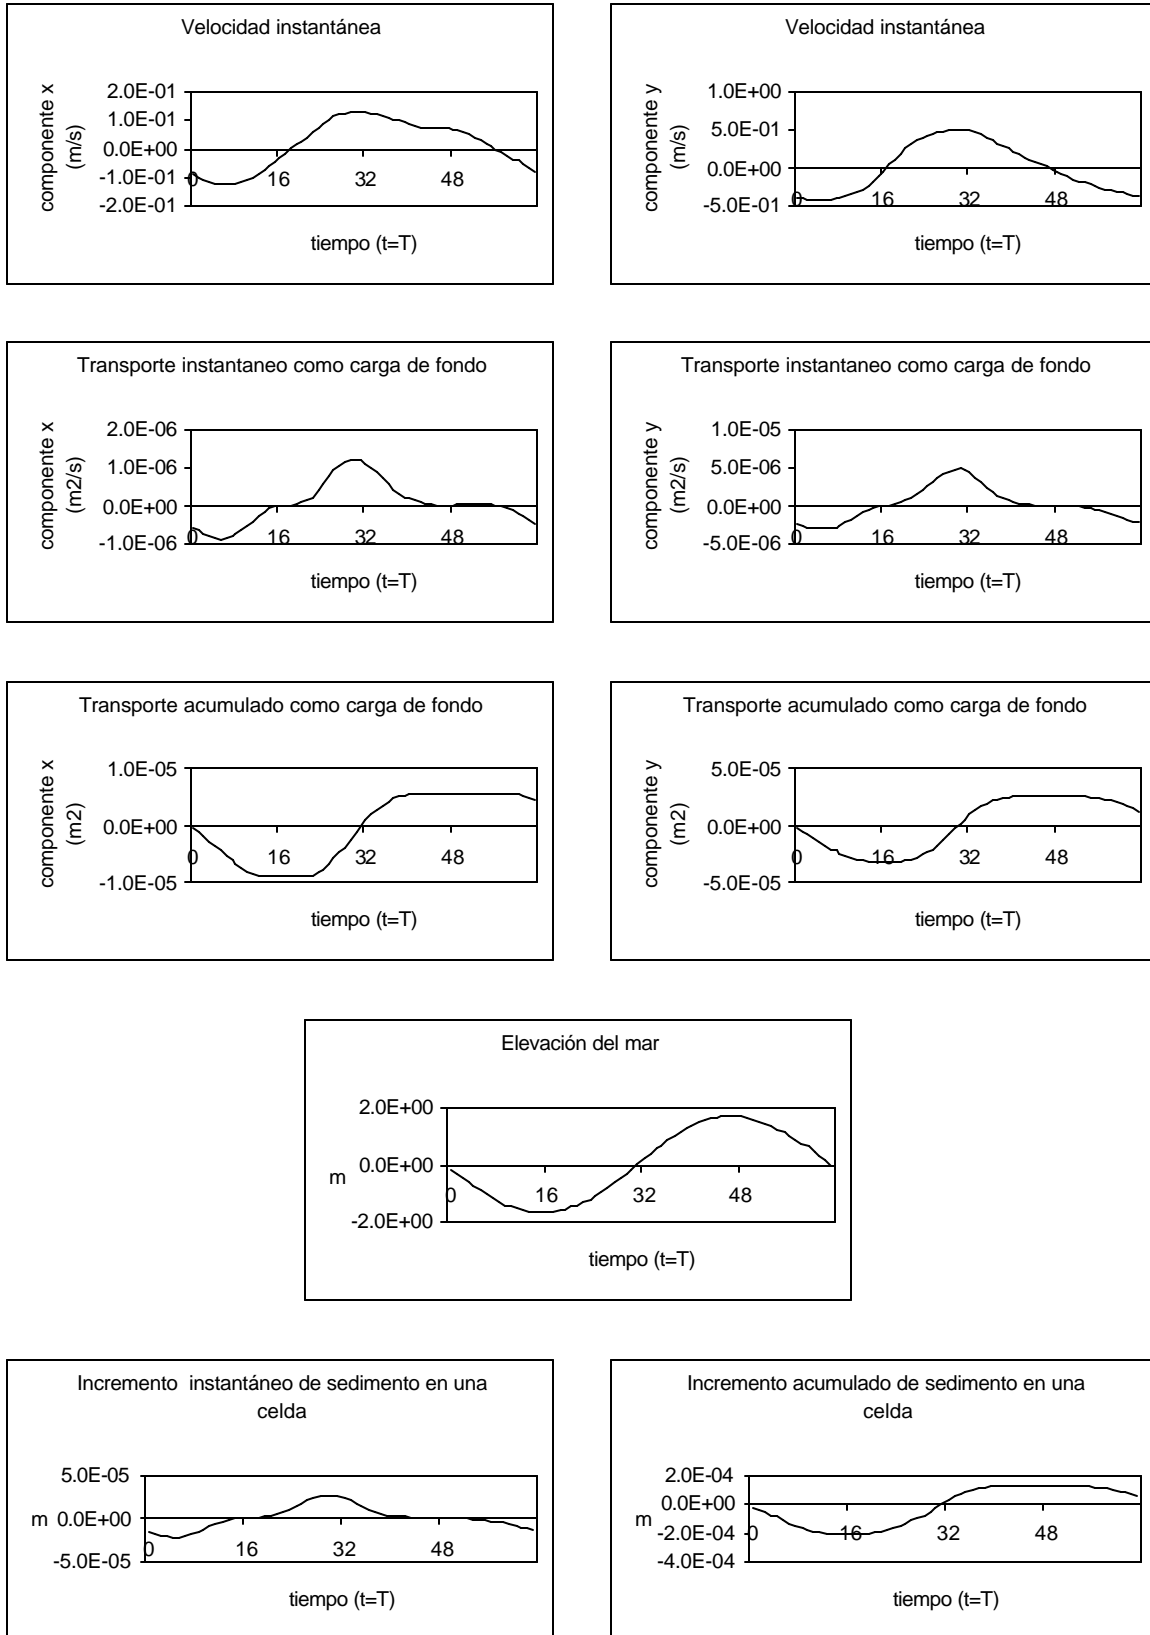 Velocidad instantánea
componente x
(m/s)
2.0E-01
1.0E-01
0.0E+00
-1.0E-01
-2.0E-01
0 16 32 48
tiempo (t=T)
Velocidad instantánea
componente y
(m/s)
1.0E+00
5.0E-01
0.0E+00
-5.0E-01
0 16 32 48
tiempo (t=T)
Transporte instantaneo como carga de fondo
componente x
(m2/s)
2.0E-06
1.0E-06
0.0E+00
-1.0E-06
0 16 32 48
tiempo (t=T)
Transporte instantaneo como carga de fondo
componente y
(m2/s)
1.0E-05
5.0E-06
0.0E+00
-5.0E-06
0 16 32 48
tiempo (t=T)
Transporte acumulado como carga de fondo
componente x
(m2)
1.0E-05
0.0E+00
-1.0E-05
0 16 32 48
tiempo (t=T)
Transporte acumulado como carga de fondo
componente y
(m2)
5.0E-05
0.0E+00
-5.0E-05
0 16 32 48
tiempo (t=T)
Elevación del mar
m
2.0E+00
0.0E+00
-2.0E+00
0 16 32 48
tiempo (t=T)
Incremento instantáneo de sedimento en una
celda
m
5.0E-05
0.0E+00
-5.0E-05
0 16 32 48
tiempo (t=T)
Incremento acumulado de sedimento en una
celda
m
2.0E-04
0.0E+00
-2.0E-04
-4.0E-04
0 16 32 48
tiempo (t=T)